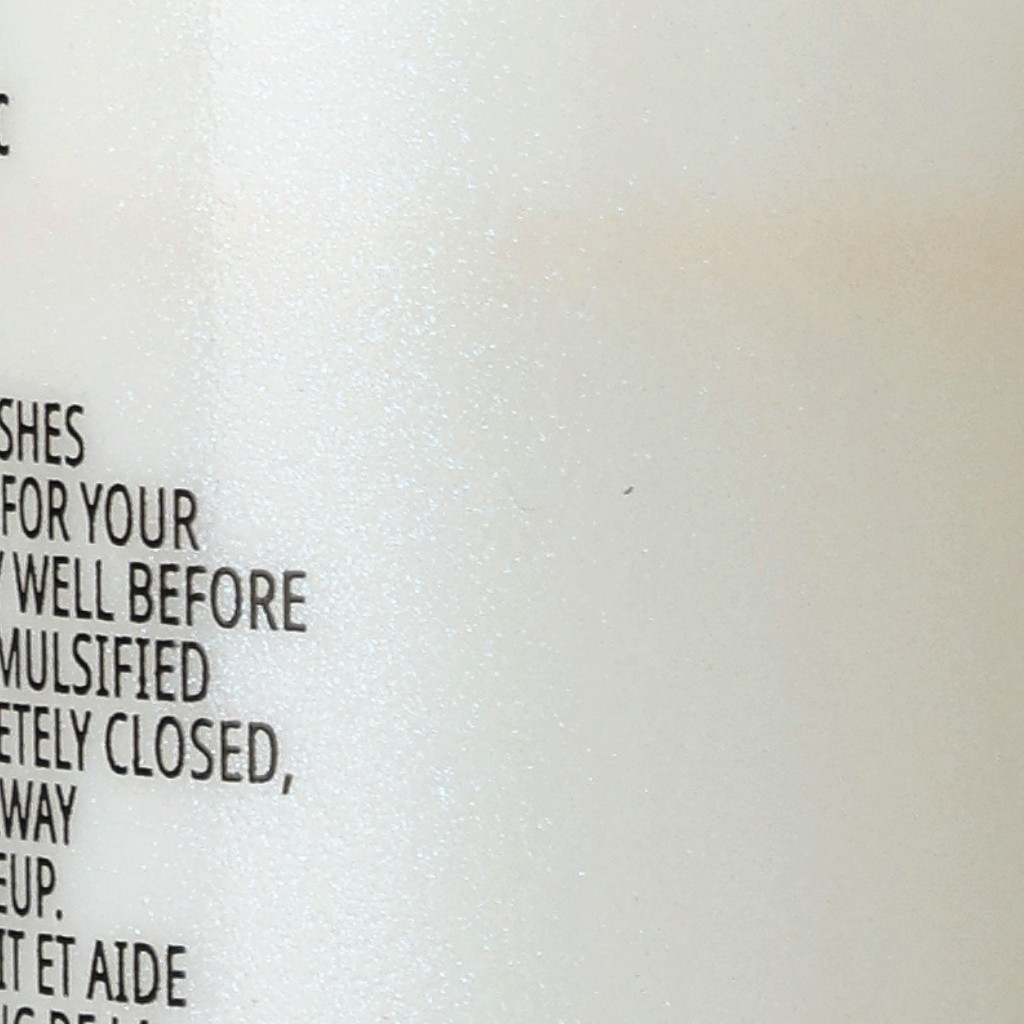 C
SHES
FOR YOUR
WELL BEFORE
MULSIFIED
ETELY CLOSED,
WAY
EUP.
IT ET AIDE